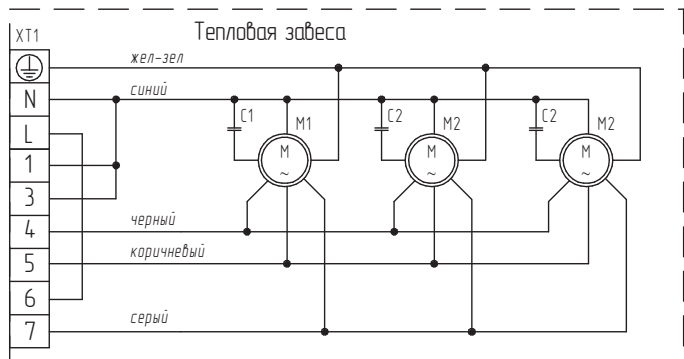 Тепловая завеса
XT1
жел-зел
N
синий
L
C1
M1
C2
M2
C2
M2
1
M
~
M
~
M
~
3
4
черный
5
коричневый
6
7
серый